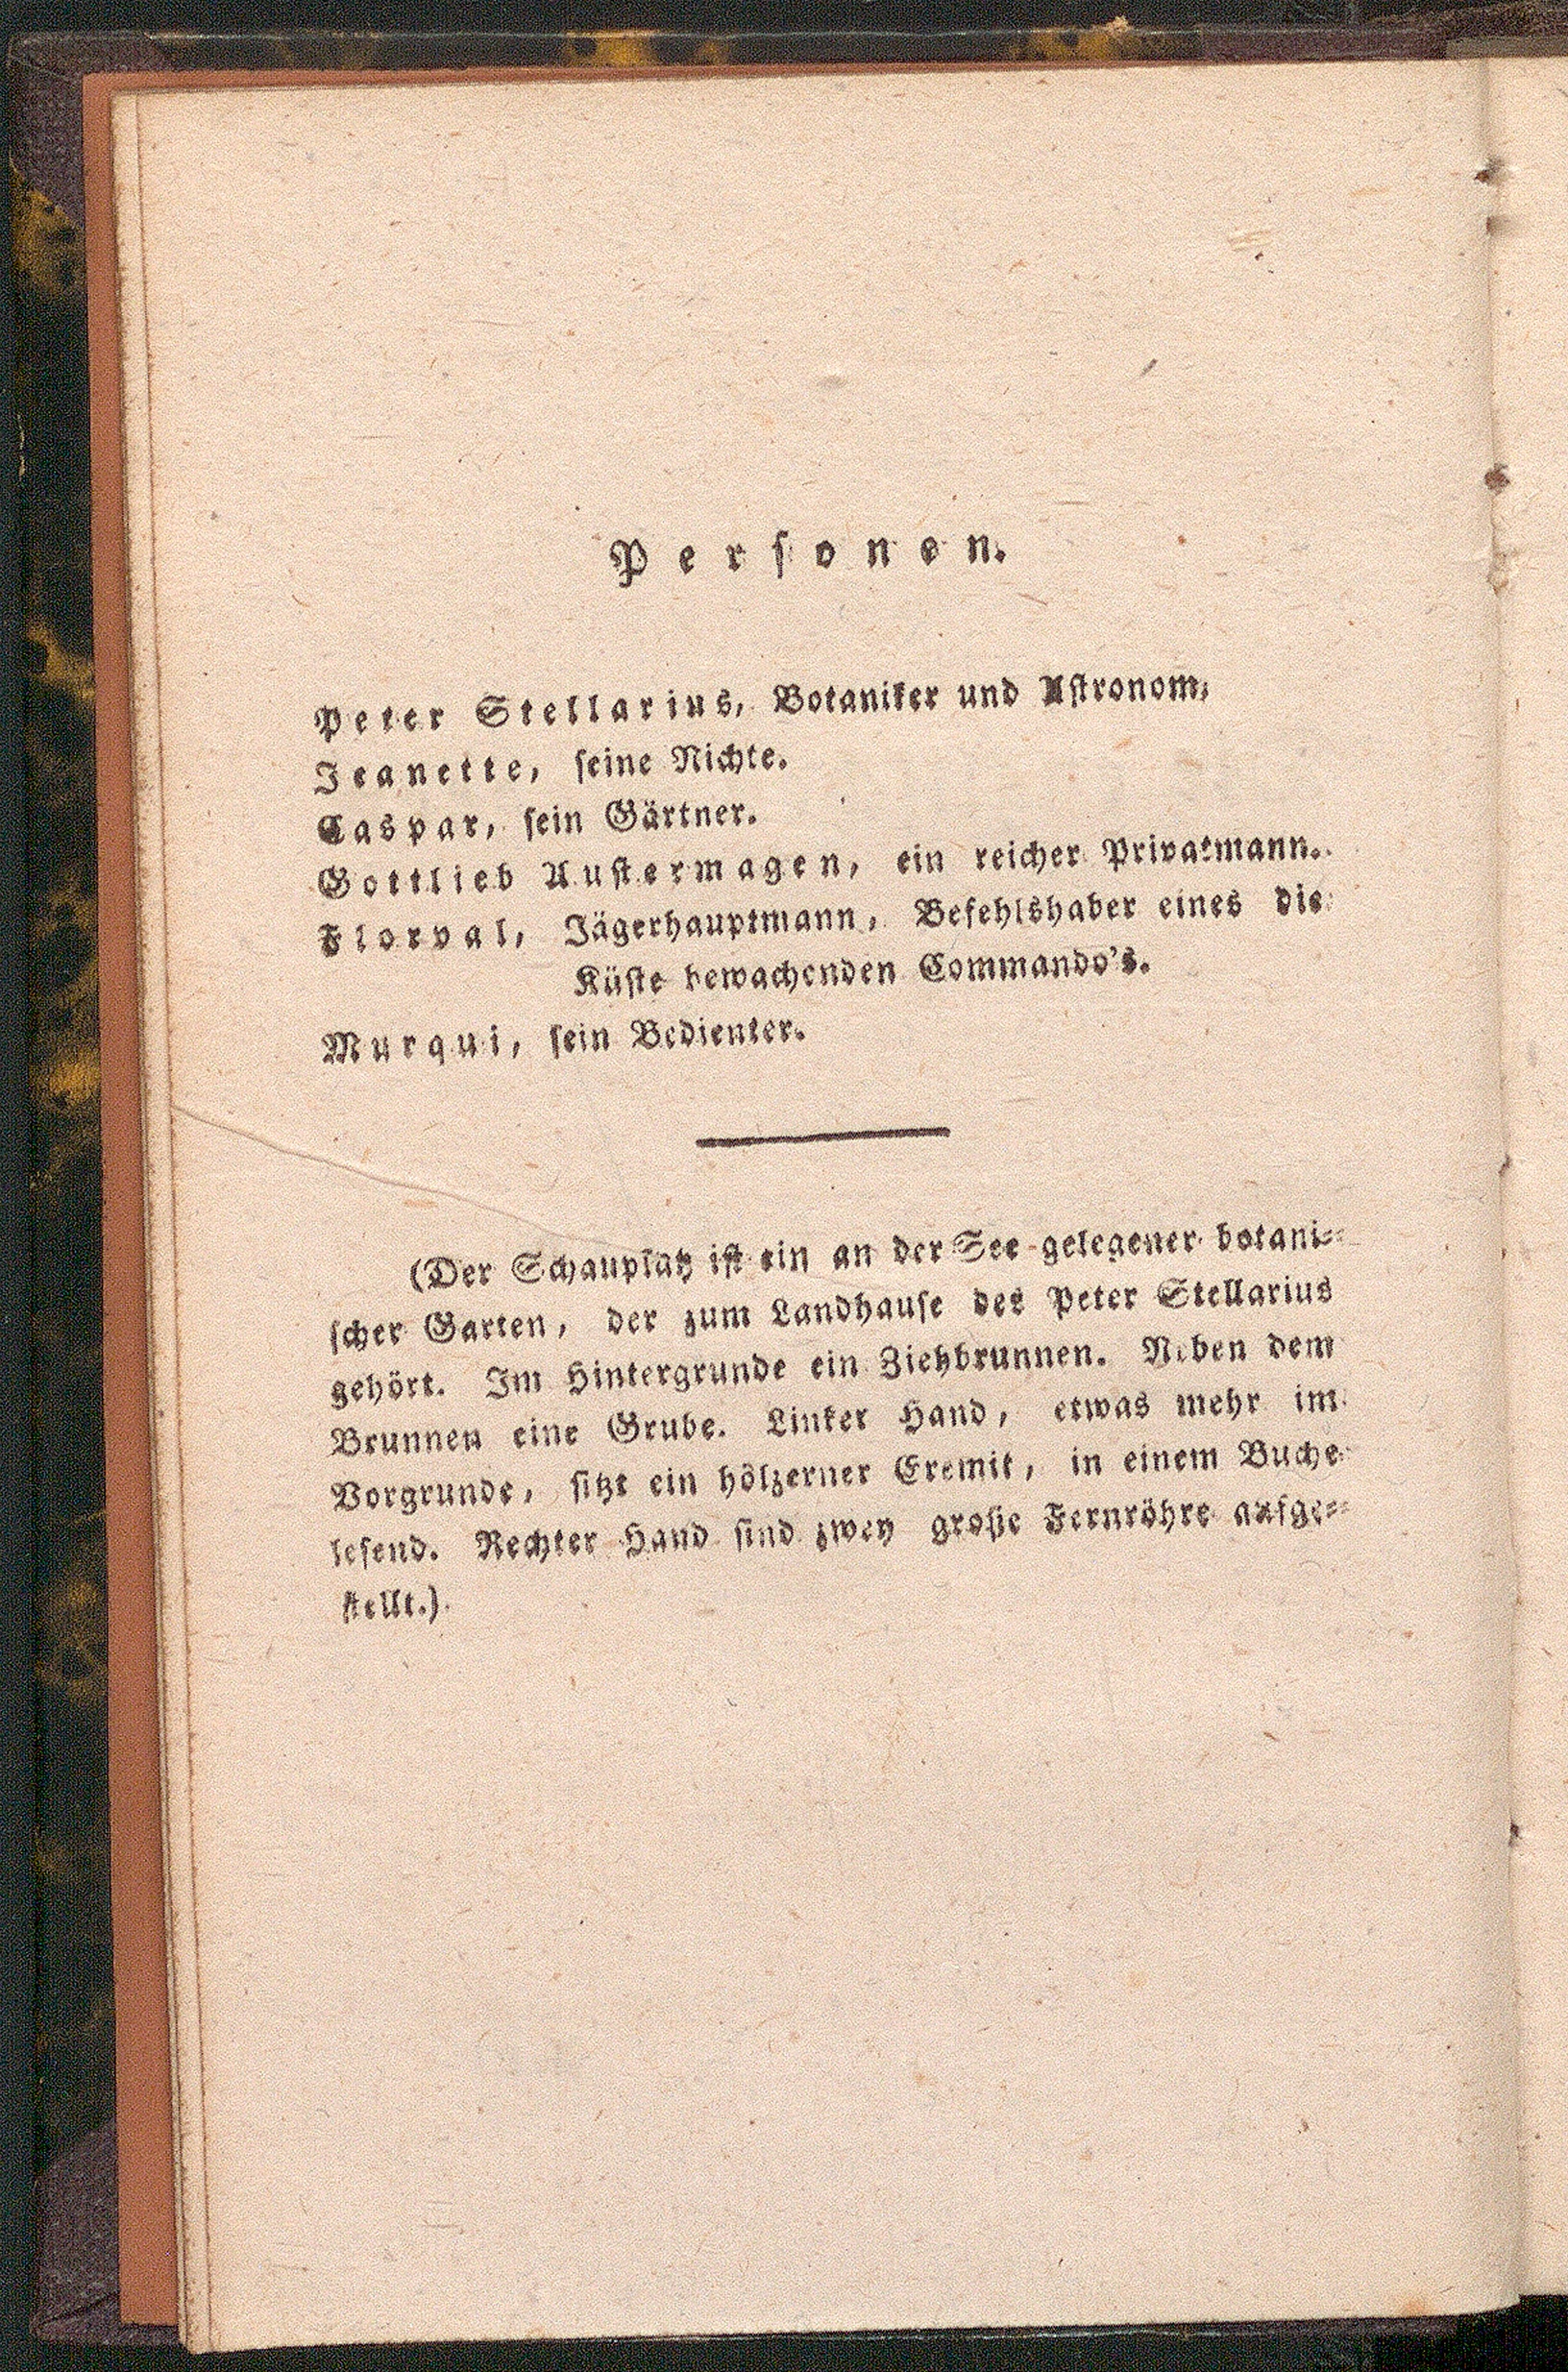 Personen.
Peter Stellarius, Botaniker und Astronom.
Jeanette, seine Nichte.
Caspar, sein Gärtner.
Gottlieb Austermagen, ein reicher Privatmann.
Florval, Jägerhauptmann, Befehlshaber eines die
Küste bewachenden Commando's.
Murqui, sein Bedienter.
(Der Schauplatz ist ein an der See gelegener botani-
scher Garten, der zum Landhause des Peter Stellarius
gehört. Im Hintergrunde ein Ziehbrunnen. Neben dem
Brunnen eine Grube. Linker Hand, etwas mehr im
Vorgrunde, sitzt ein hölzerner Eremit, in einem Buche
lesend. Rechter Hand sind zwey große Fernröhre aufge-
stellt.)